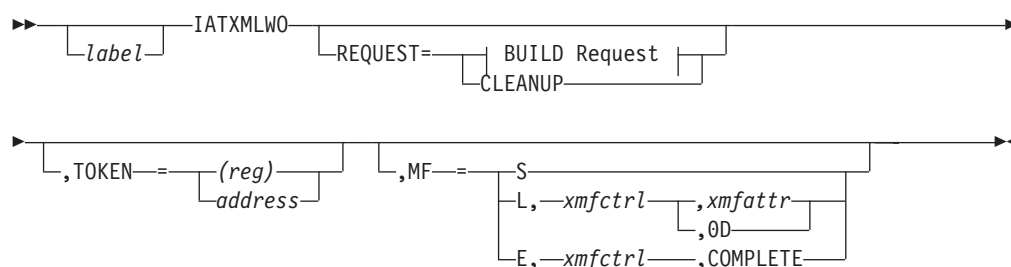 IATXMLWO
label
REQUEST= BUILD Request
CLEANUP
,TOKEN = (reg)
address
,MF = S
L, xmfctrl ,xmfattr
,0D
E, xmfctrl ,COMPLETE